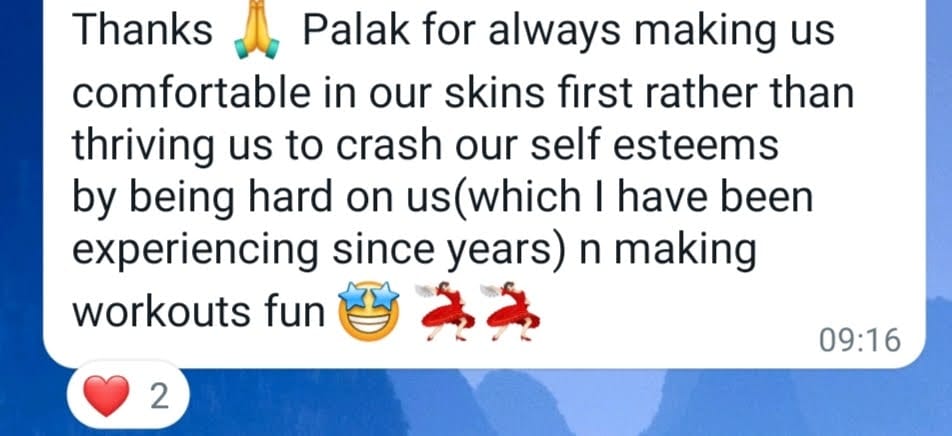 Thanks 🙏 Palak for always making us
comfortable in our skins first rather than
thriving us to crash our self esteems
by being hard on us(which I have been
experiencing since years) n making
workouts fun 🤩 💃💃
09:16
❤️ 2